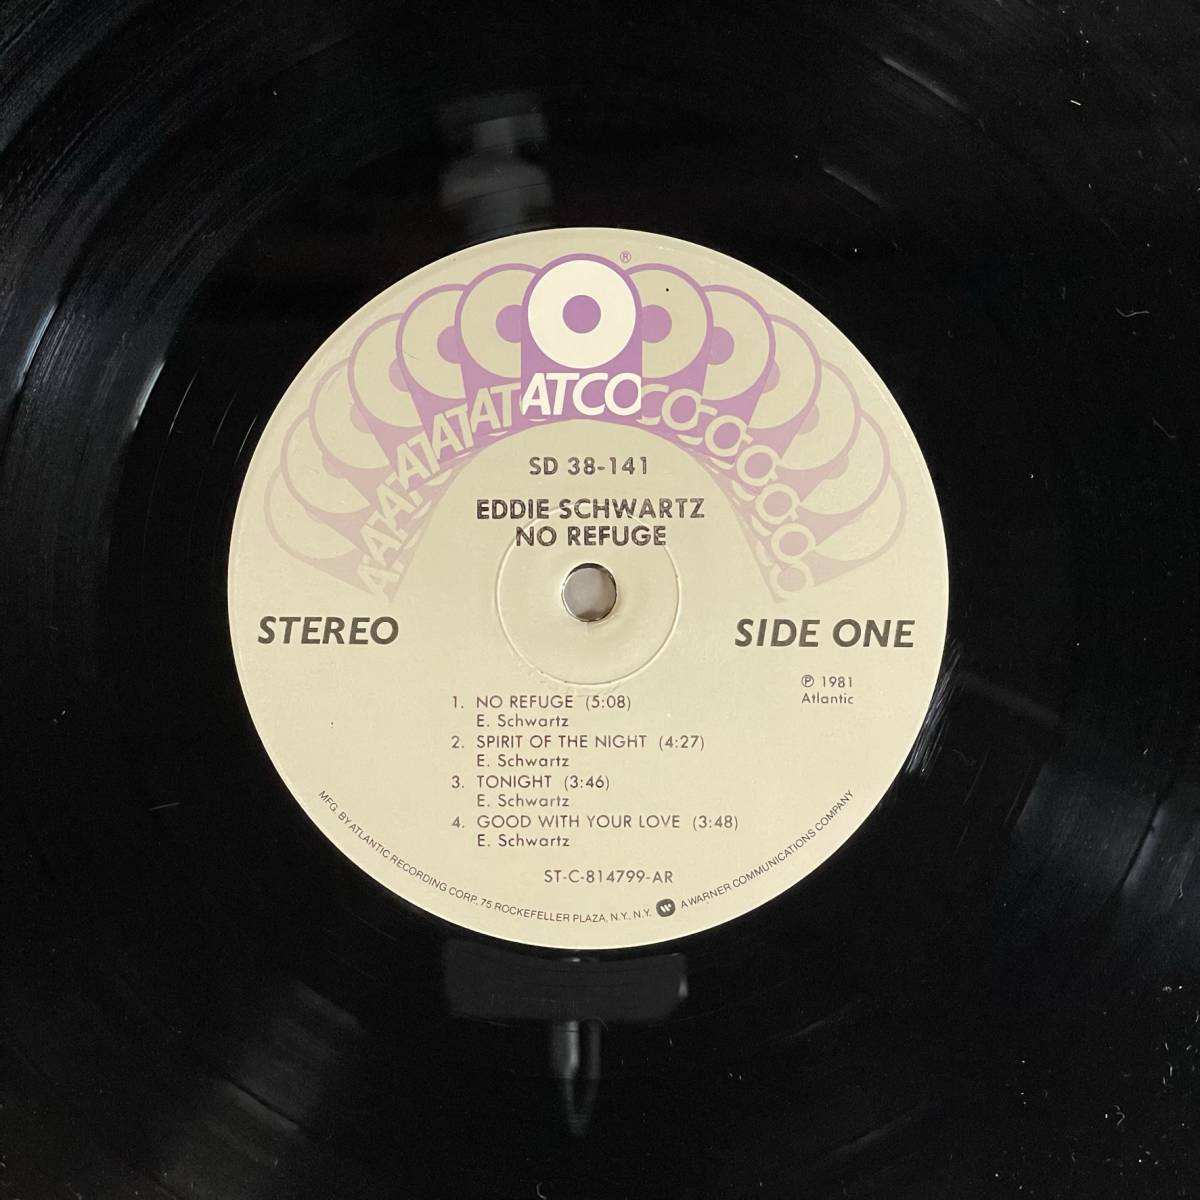 ®
ATCO
SD 38-141
EDDIE SCHWARTZ
NO REFUGE
STEREO
SIDE ONE
℗ 1981
Atlantic
1. NO REFUGE (5:08)
E. Schwartz
2. SPIRIT OF THE NIGHT (4:27)
E. Schwartz
3. TONIGHT (3:46)
E. Schwartz
4. GOOD WITH YOUR LOVE (3:48)
E. Schwartz
ST-C-814799-AR
MFG. BY ATLANTIC RECORDING CORP., 75 ROCKEFELLER PLAZA, N.Y., N.Y. A WARNER COMMUNICATIONS COMPANY